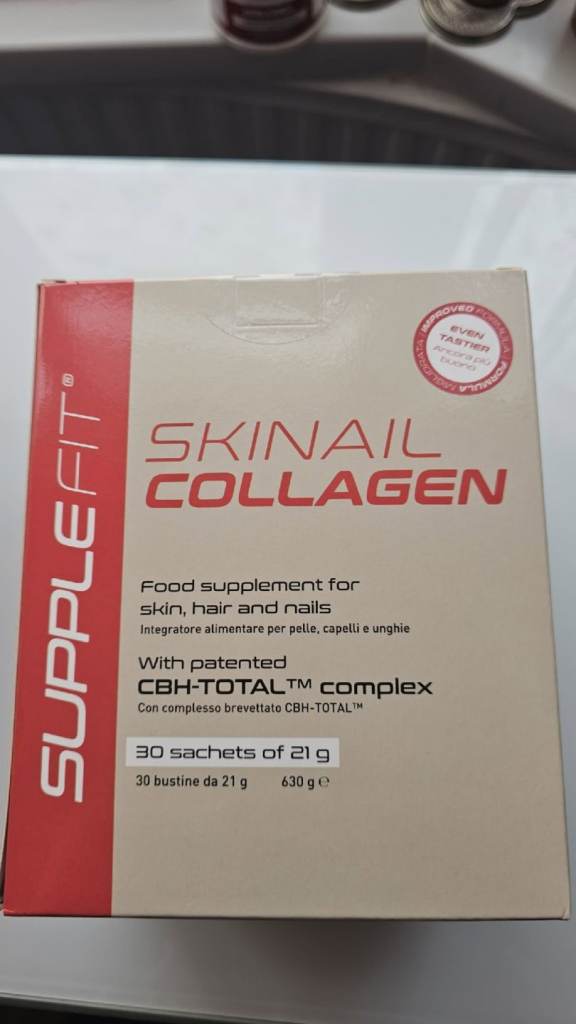 SUPPLEFIT®
IMPROVED FORMULA
FORMULA MIGLIORATA
EVEN
TASTIER
Ancora più
buono
SKINAIL
COLLAGEN
Food supplement for
skin, hair and nails
Integratore alimentare per pelle, capelli e unghie
With patented
CBH-TOTAL™ complex
Con complesso brevettato CBH-TOTAL™
30 sachets of 21 g
30 bustine da 21 g 630 g ℮